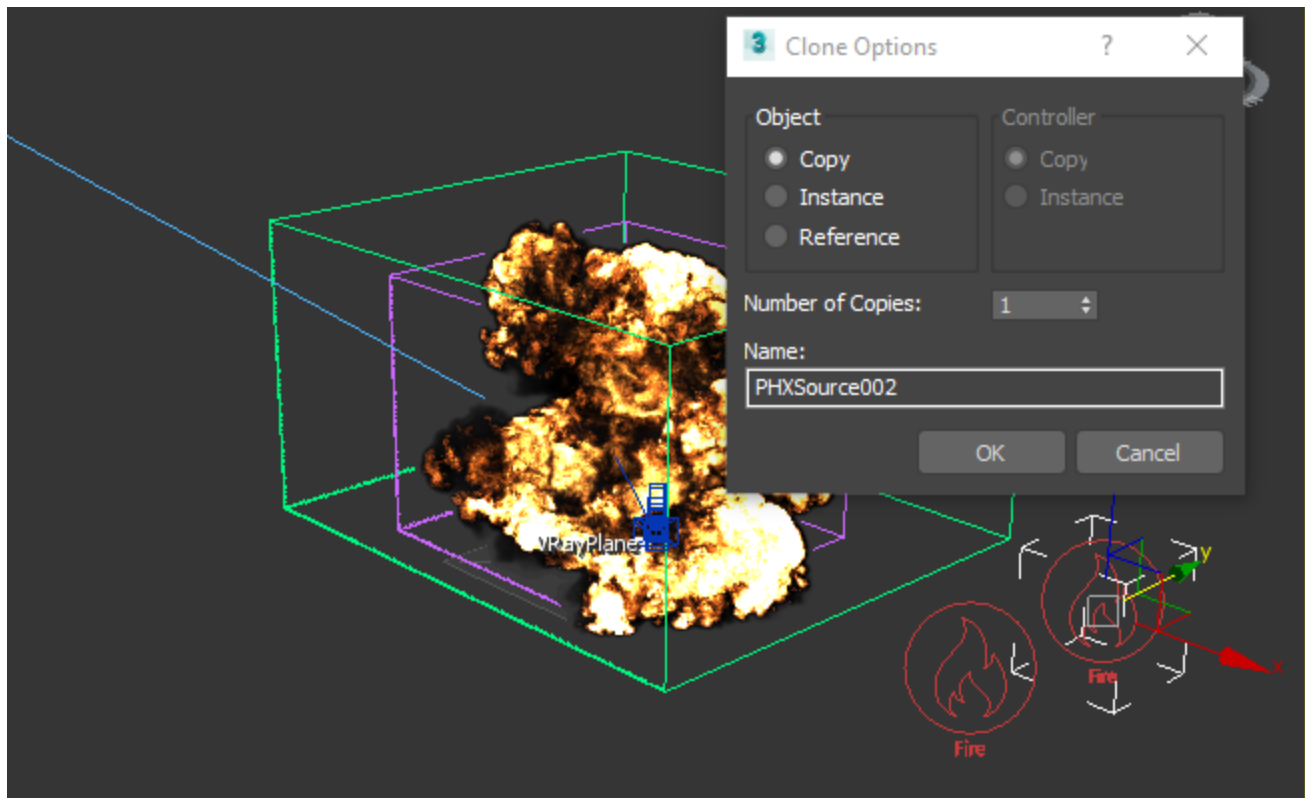 3 Clone Options ?
Object
Controller
Copy
Copy
Instance
Instance
Reference
Number of Copies: 1
Name:
PHXSource002
OK Cancel
VRayPlane
y
x
Fire
Fire